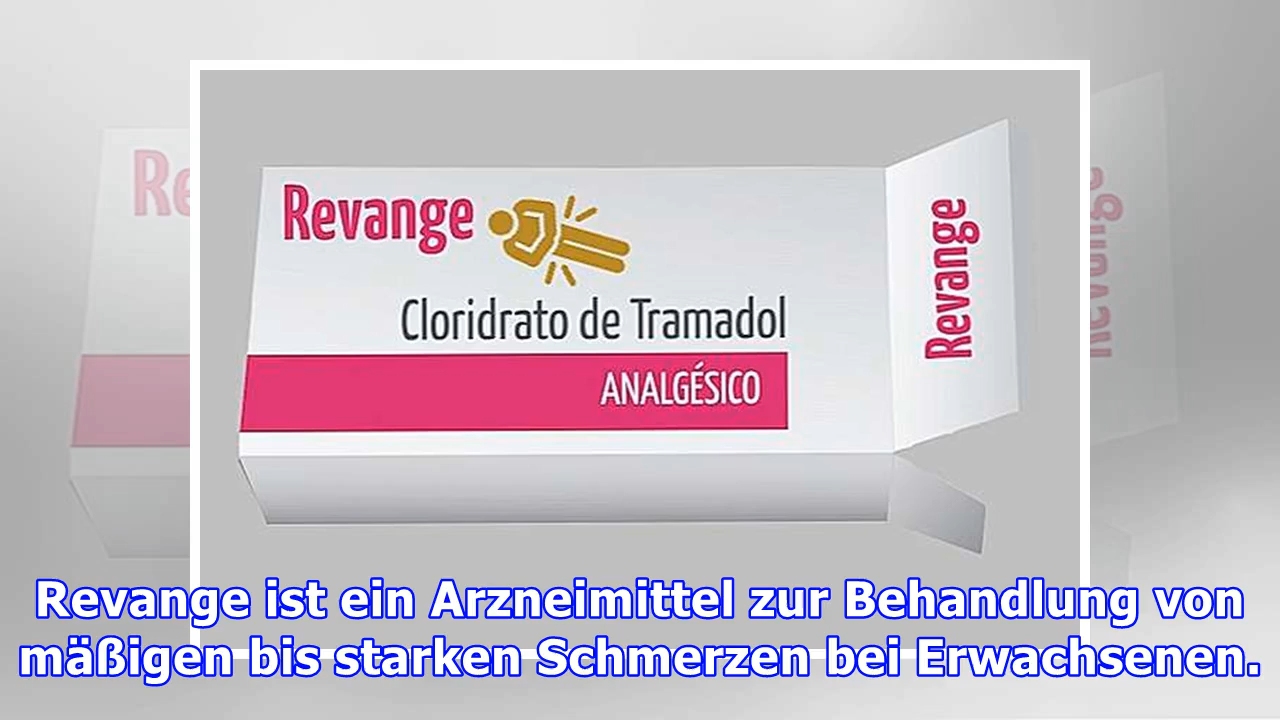 Revange
Cloridrato de Tramadol
ANALGÉSICO
Revange
Revange ist ein Arzneimittel zur Behandlung von
mäßigen bis starken Schmerzen bei Erwachsenen.